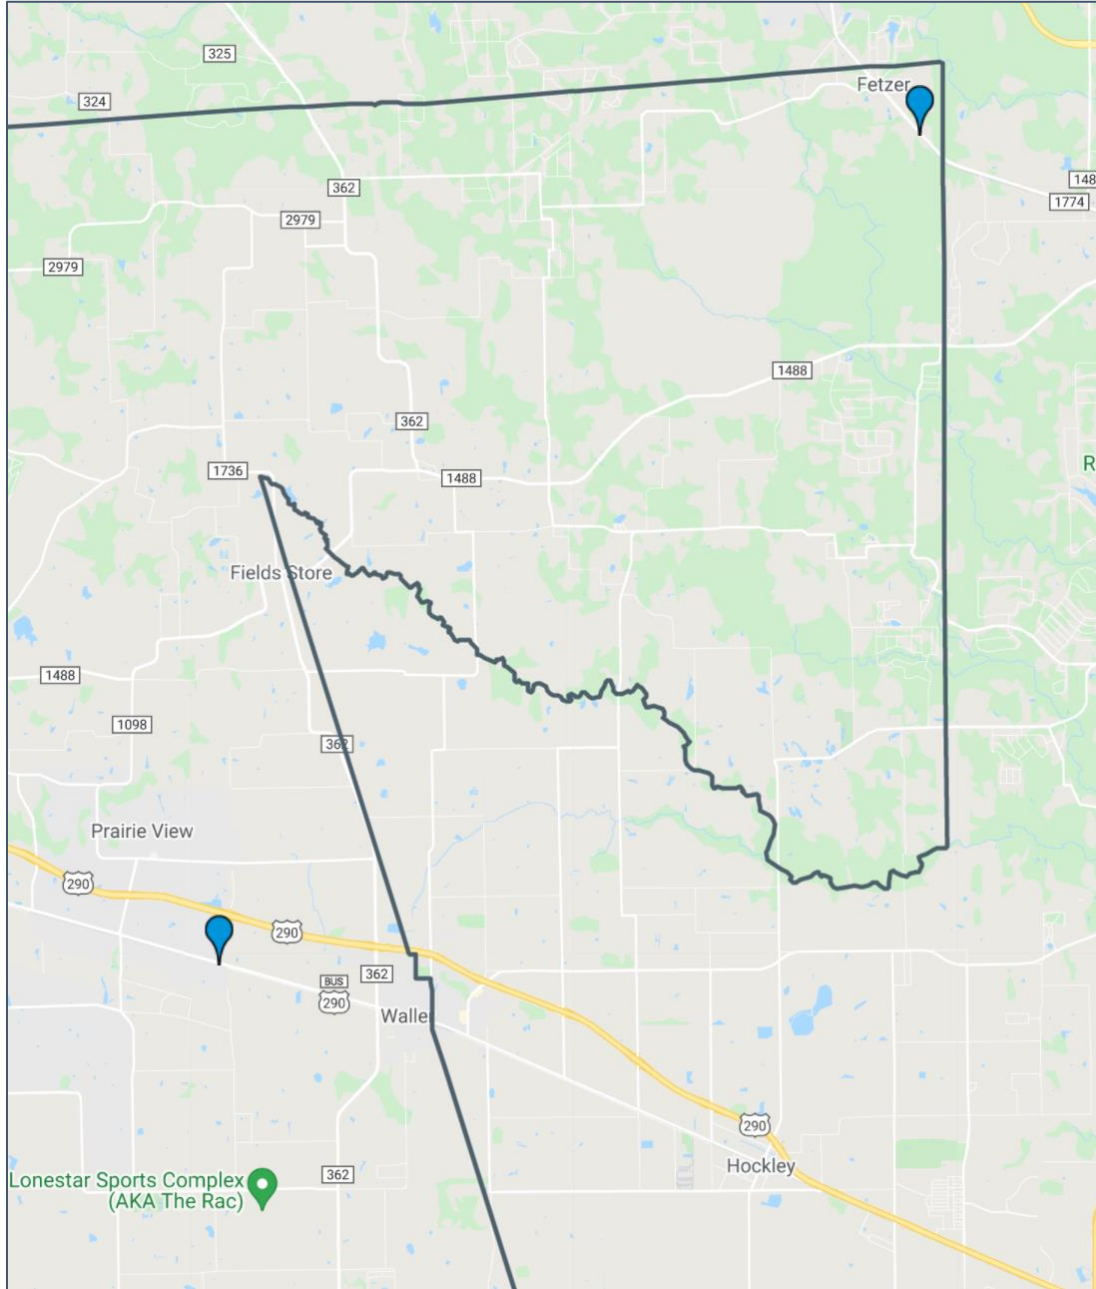 325
324
Fetzer
362
148
1774
2979
2979
1488
362
1736
1488
R
Fields Store
1488
1098
362
Prairie View
290
290
362
BUS
290
Waller
290
Hockley
362
Lonestar Sports Complex
(AKA The Rac)